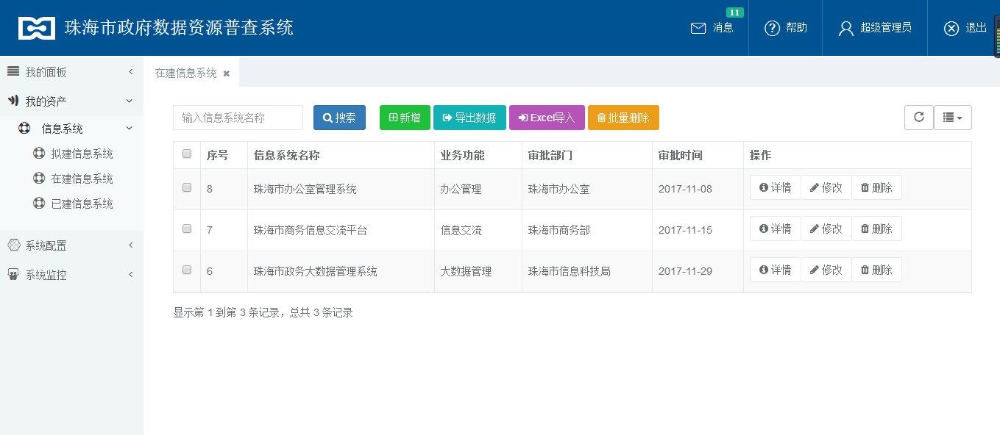 珠海市政府数据资源普查系统
11
消息
帮助
超级管理员
退出
我的面板
我的资产
信息系统
拟建信息系统
在建信息系统
已建信息系统
系统配置
系统监控
在建信息系统
输入信息系统名称
搜索
新增
导出数据
Excel导入
批量删除
序号 信息系统名称 业务功能 审批部门 审批时间 操作
8 珠海市办公室管理系统 办公管理 珠海市办公室 2017-11-08 详情 修改 删除
7 珠海市商务信息交流平台 信息交流 珠海市商务部 2017-11-15 详情 修改 删除
6 珠海市政务大数据管理系统 大数据管理 珠海市信息科技局 2017-11-29 详情 修改 删除
显示第 1 到第 3 条记录，总共 3 条记录